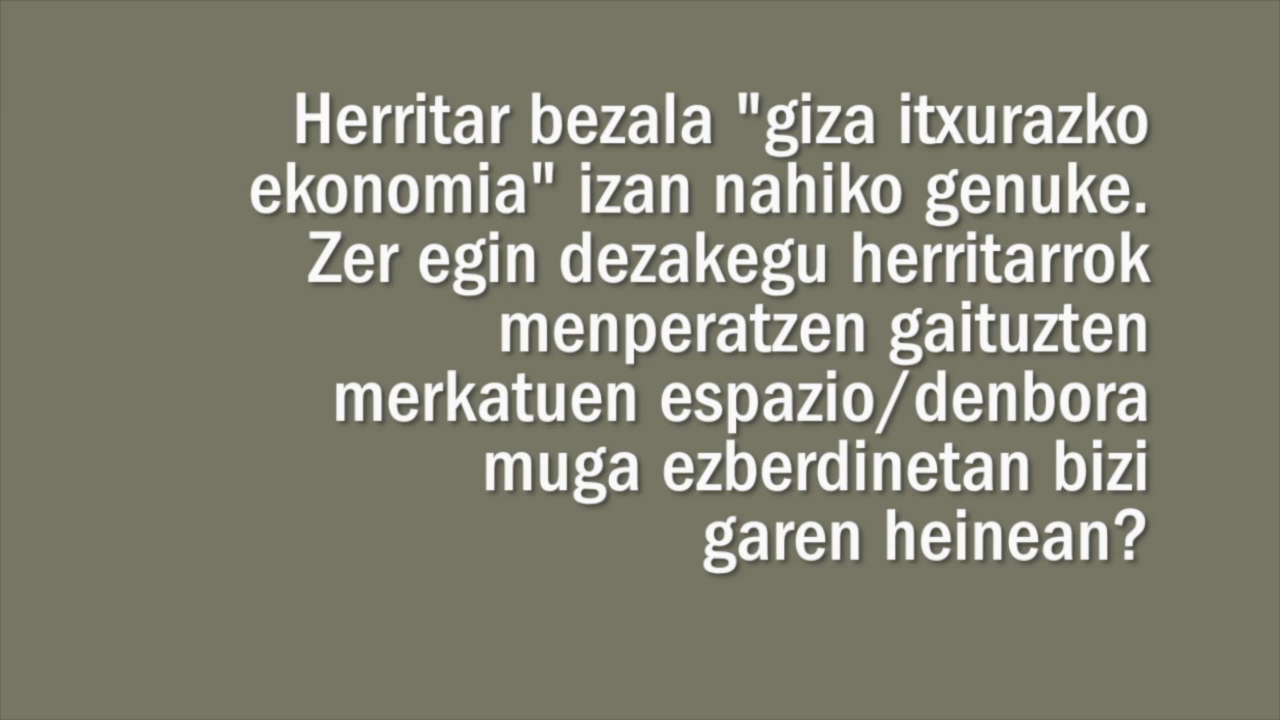 Herritar bezala "giza itxurazko
ekonomia" izan nahiko genuke.
Zer egin dezakegu herritarrok
menperatzen gaituzten
merkatuen espazio/denbora
muga ezberdinetan bizi
garen heinean?